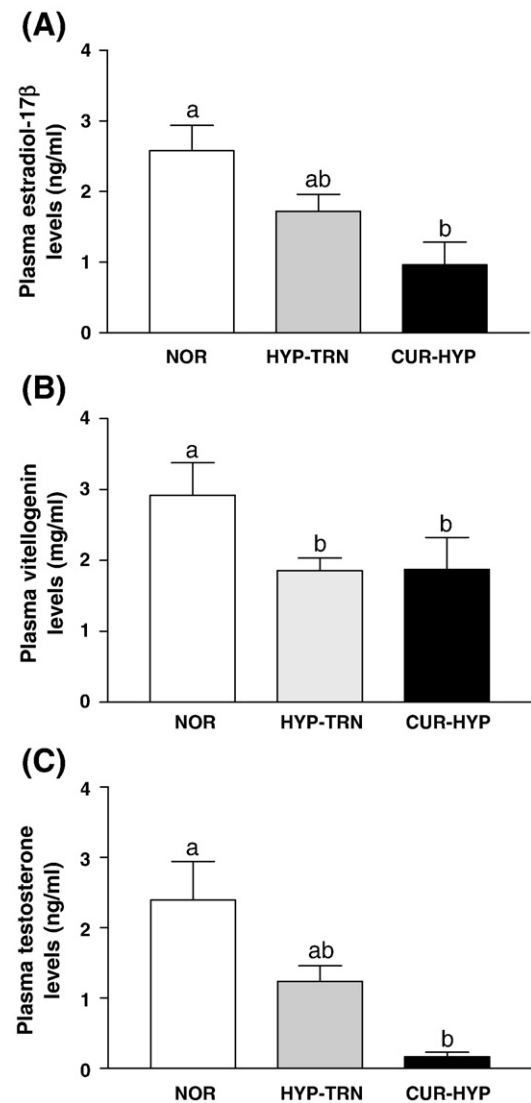 (A)
Plasma estradiol-17β
levels (ng/ml)
4
3
2
1
0
a
ab
b
NOR HYP-TRN CUR-HYP
(B)
Plasma vitellogenin
levels (mg/ml)
4
3
2
1
0
a
b
b
NOR HYP-TRN CUR-HYP
(C)
Plasma testosterone
levels (ng/ml)
4
3
2
1
0
a
ab
b
NOR HYP-TRN CUR-HYP